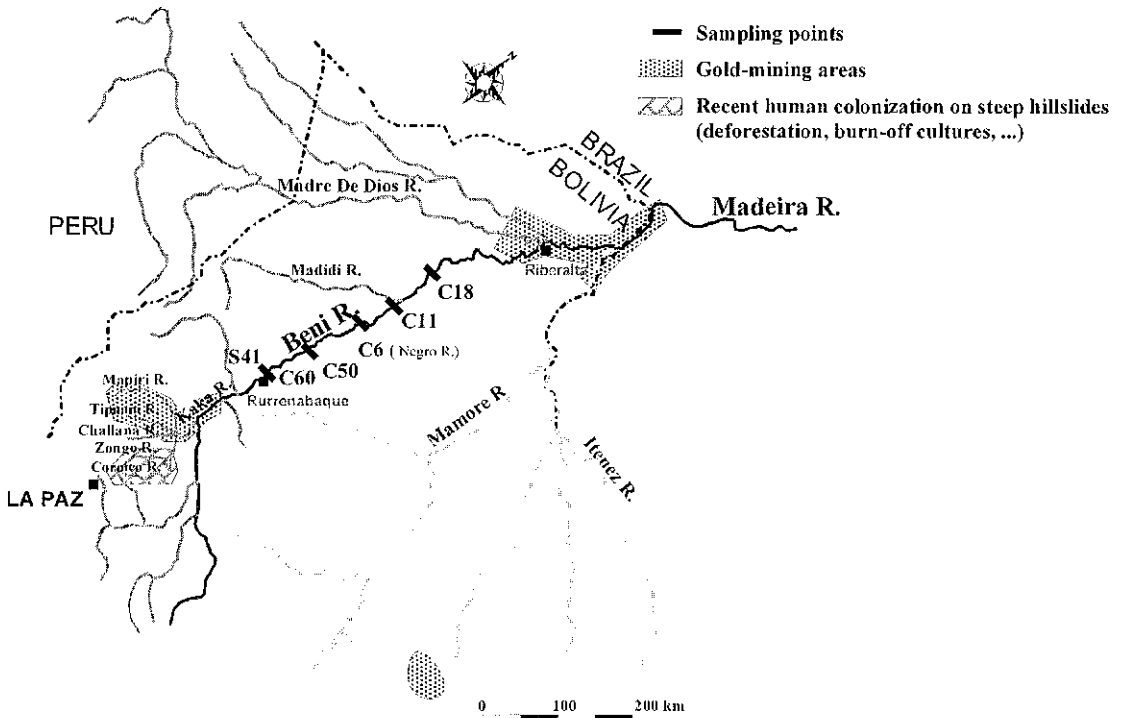 Sampling points
Gold-mining areas
Recent human colonization on steep hillslides
(deforestation, burn-off cultures, ...)
BRAZIL
BOLIVIA
PERU
Madre De Dios R.
Madeira R.
Riberalta
Madidi R.
C18
C11
Beni R.
C6 (Negro R.)
C50
S41
C60
Rurrenabaque
Mapiri R.
Kaka R.
Tipuani R.
Challana R.
Zongo R.
Coroico R.
LA PAZ
Mamore R.
Itenez R.
0 100 200 km